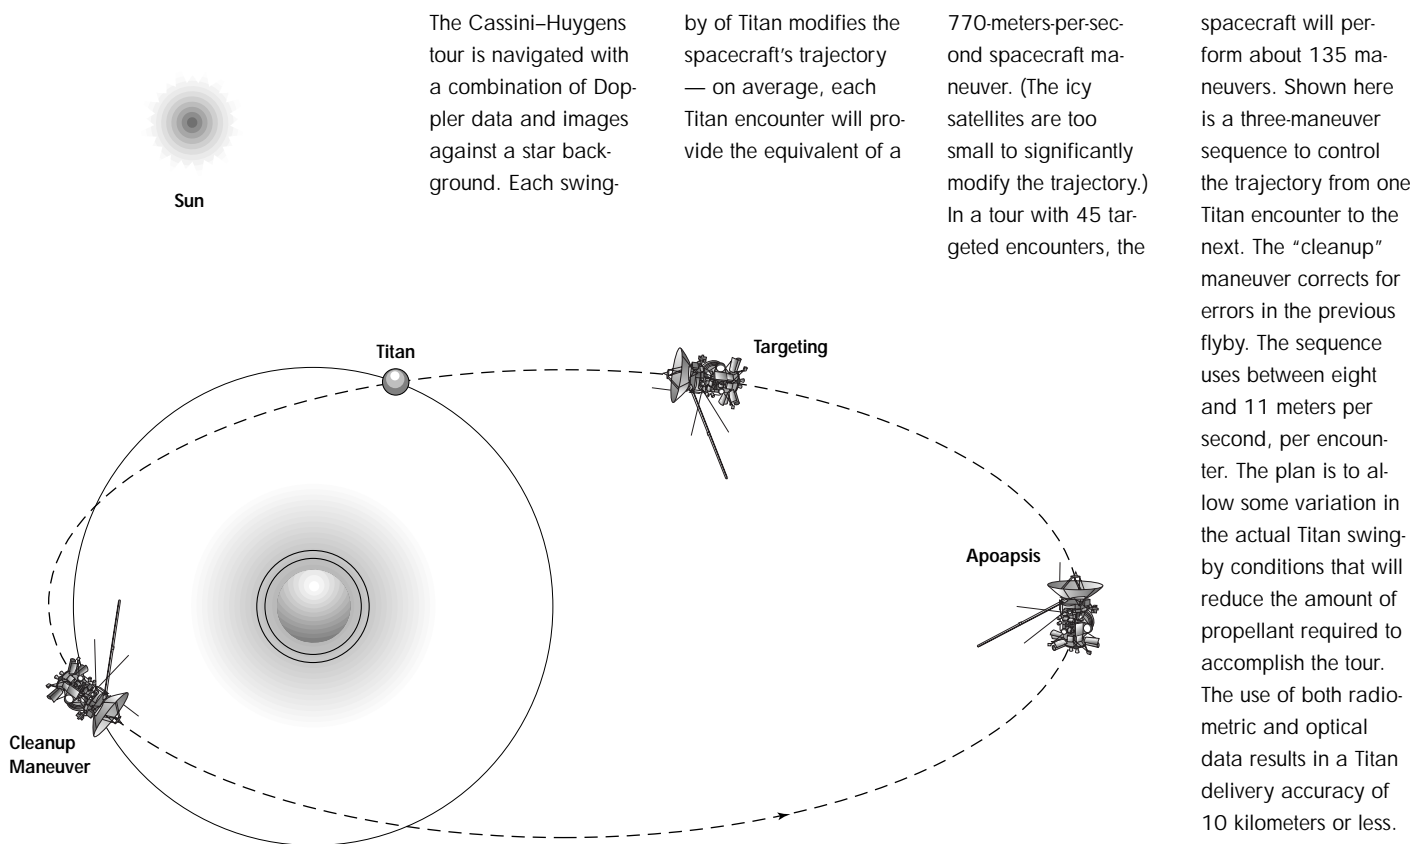 The Cassini–Huygens
tour is navigated with
a combination of Dop-
pler data and images
against a star back-
ground. Each swing-
by of Titan modifies the
spacecraft's trajectory
— on average, each
Titan encounter will pro-
vide the equivalent of a
770-meters-per-sec-
ond spacecraft ma-
neuver. (The icy
satellites are too
small to significantly
modify the trajectory.)
In a tour with 45 tar-
geted encounters, the
spacecraft will per-
form about 135 ma-
neuvers. Shown here
is a three-maneuver
sequence to control
the trajectory from one
Titan encounter to the
next. The “cleanup”
maneuver corrects for
errors in the previous
flyby. The sequence
uses between eight
and 11 meters per
second, per encoun-
ter. The plan is to al-
low some variation in
the actual Titan swing-
by conditions that will
reduce the amount of
propellant required to
accomplish the tour.
The use of both radio-
metric and optical
data results in a Titan
delivery accuracy of
10 kilometers or less.
Sun
Titan
Targeting
Apoapsis
Cleanup
Maneuver